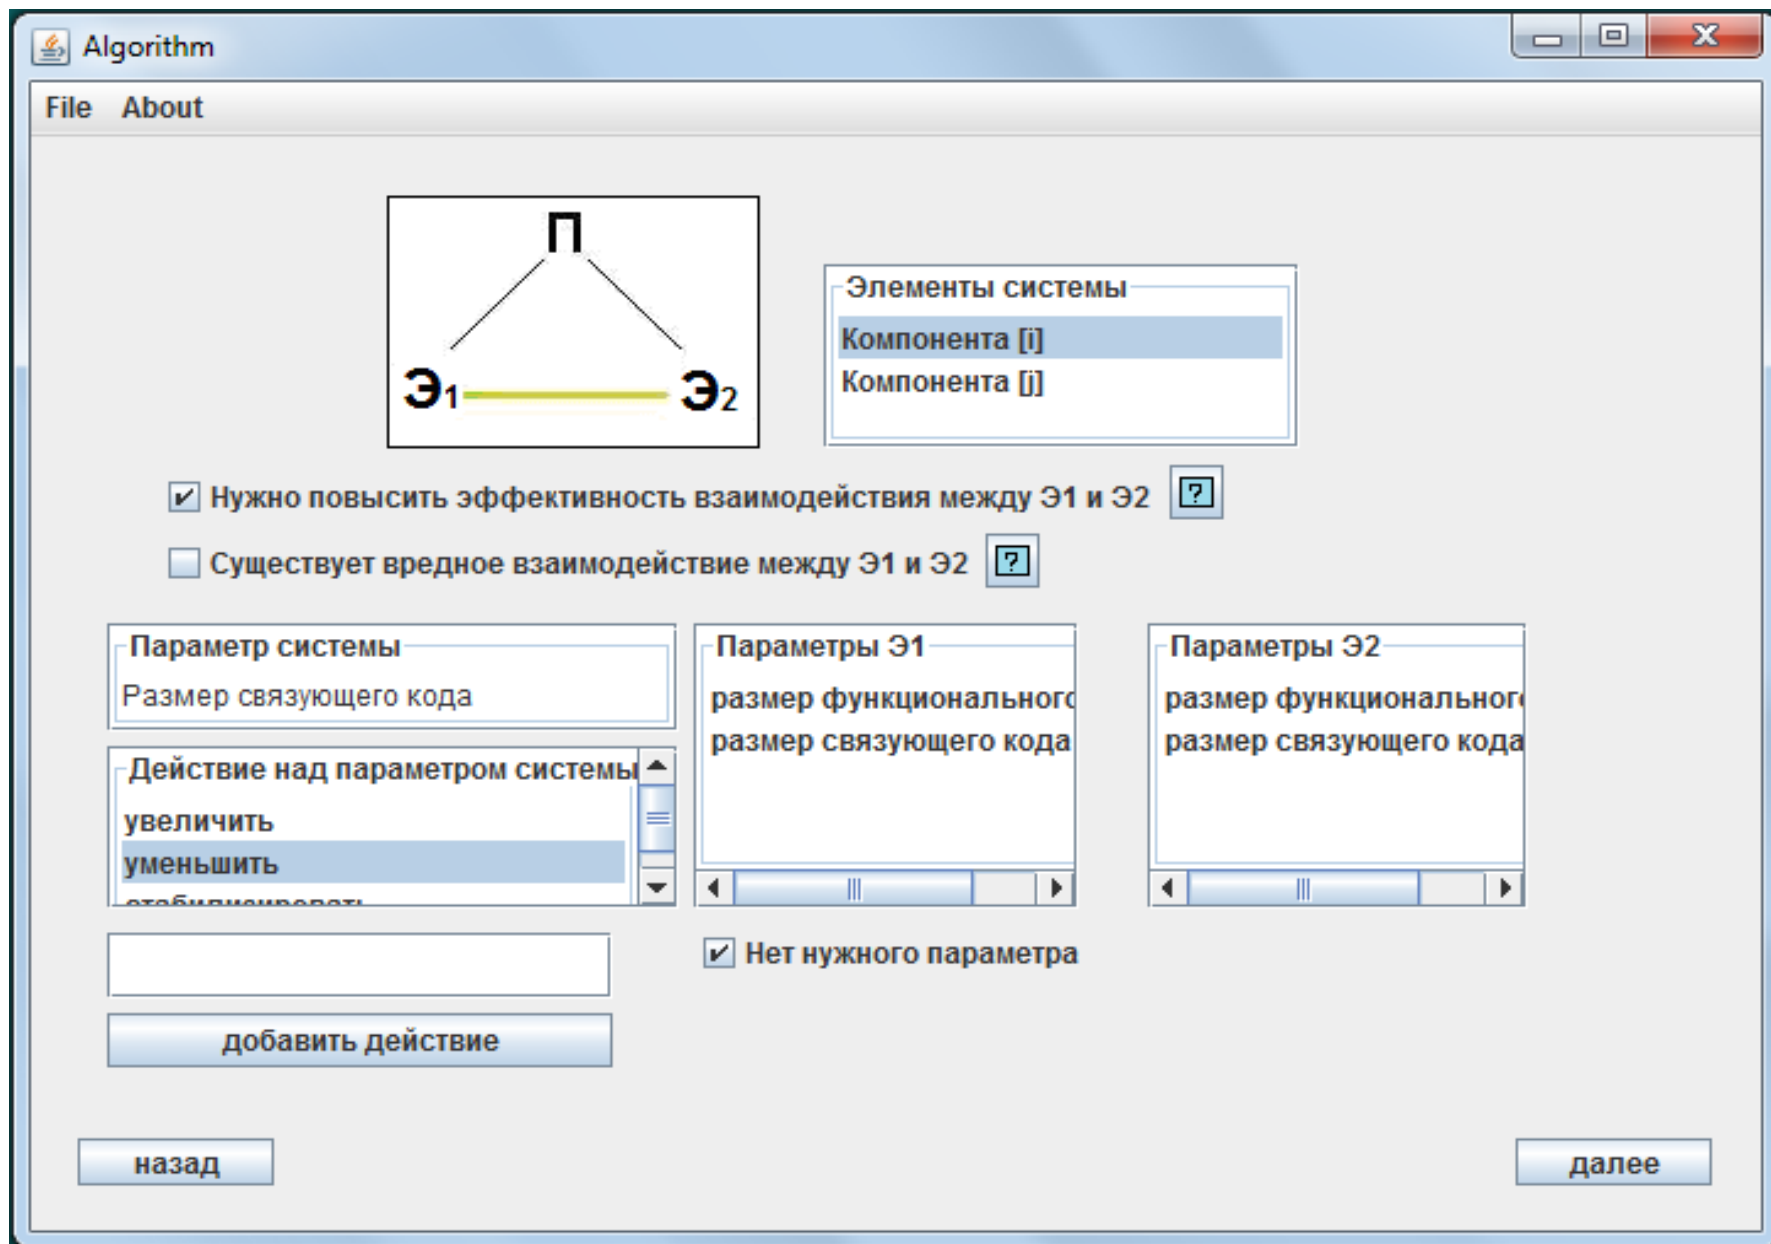 Algorithm
File About
П
Э1 Э2
Элементы системы
Компонента [i]
Компонента [j]
Нужно повысить эффективность взаимодействия между Э1 и Э2
Существует вредное взаимодействие между Э1 и Э2
Параметр системы
Размер связующего кода
Действие над параметром системы
увеличить
уменьшить
стабилизировать
Параметры Э1
размер функционального
размер связующего кода
Параметры Э2
размер функционального
размер связующего кода
Нет нужного параметра
добавить действие
назад
далее